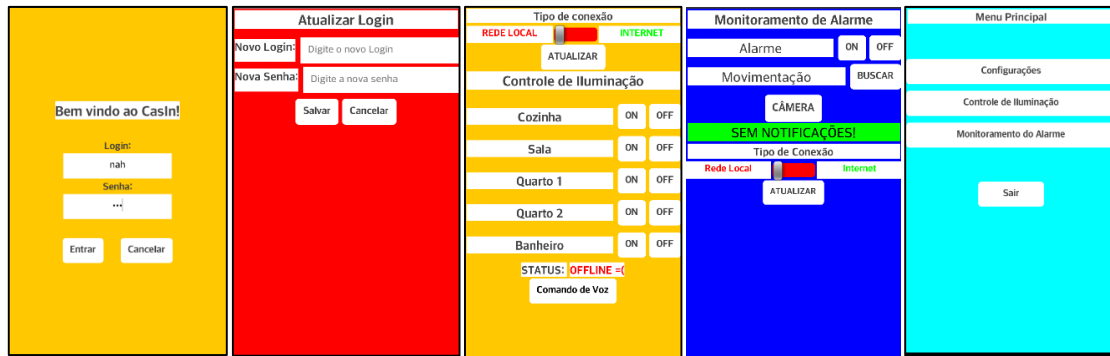 Bem vindo ao CasIn!
Login:
nah
Senha:
•••
Entrar Cancelar
Atualizar Login
Novo Login: Digite o novo Login
Nova Senha: Digite a nova senha
Salvar Cancelar
Tipo de conexão
REDE LOCAL INTERNET
ATUALIZAR
Controle de Iluminação
Cozinha ON OFF
Sala ON OFF
Quarto 1 ON OFF
Quarto 2 ON OFF
Banheiro ON OFF
STATUS: OFFLINE =(
Comando de Voz
Monitoramento de Alarme
Alarme ON OFF
Movimentação BUSCAR
CÂMERA
SEM NOTIFICAÇÕES!
Tipo de Conexão
Rede Local Internet
ATUALIZAR
Menu Principal
Configurações
Controle de Iluminação
Monitoramento do Alarme
Sair